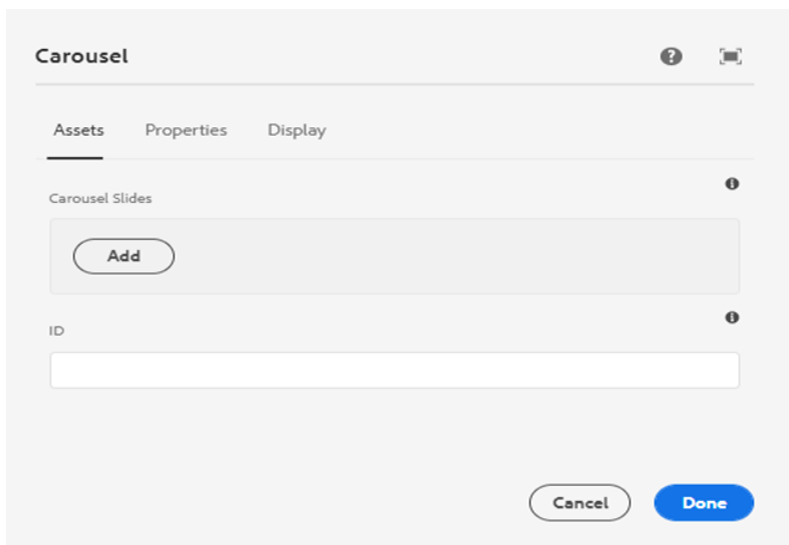 Carousel
Assets Properties Display
Carousel Slides
Add
ID
Cancel Done